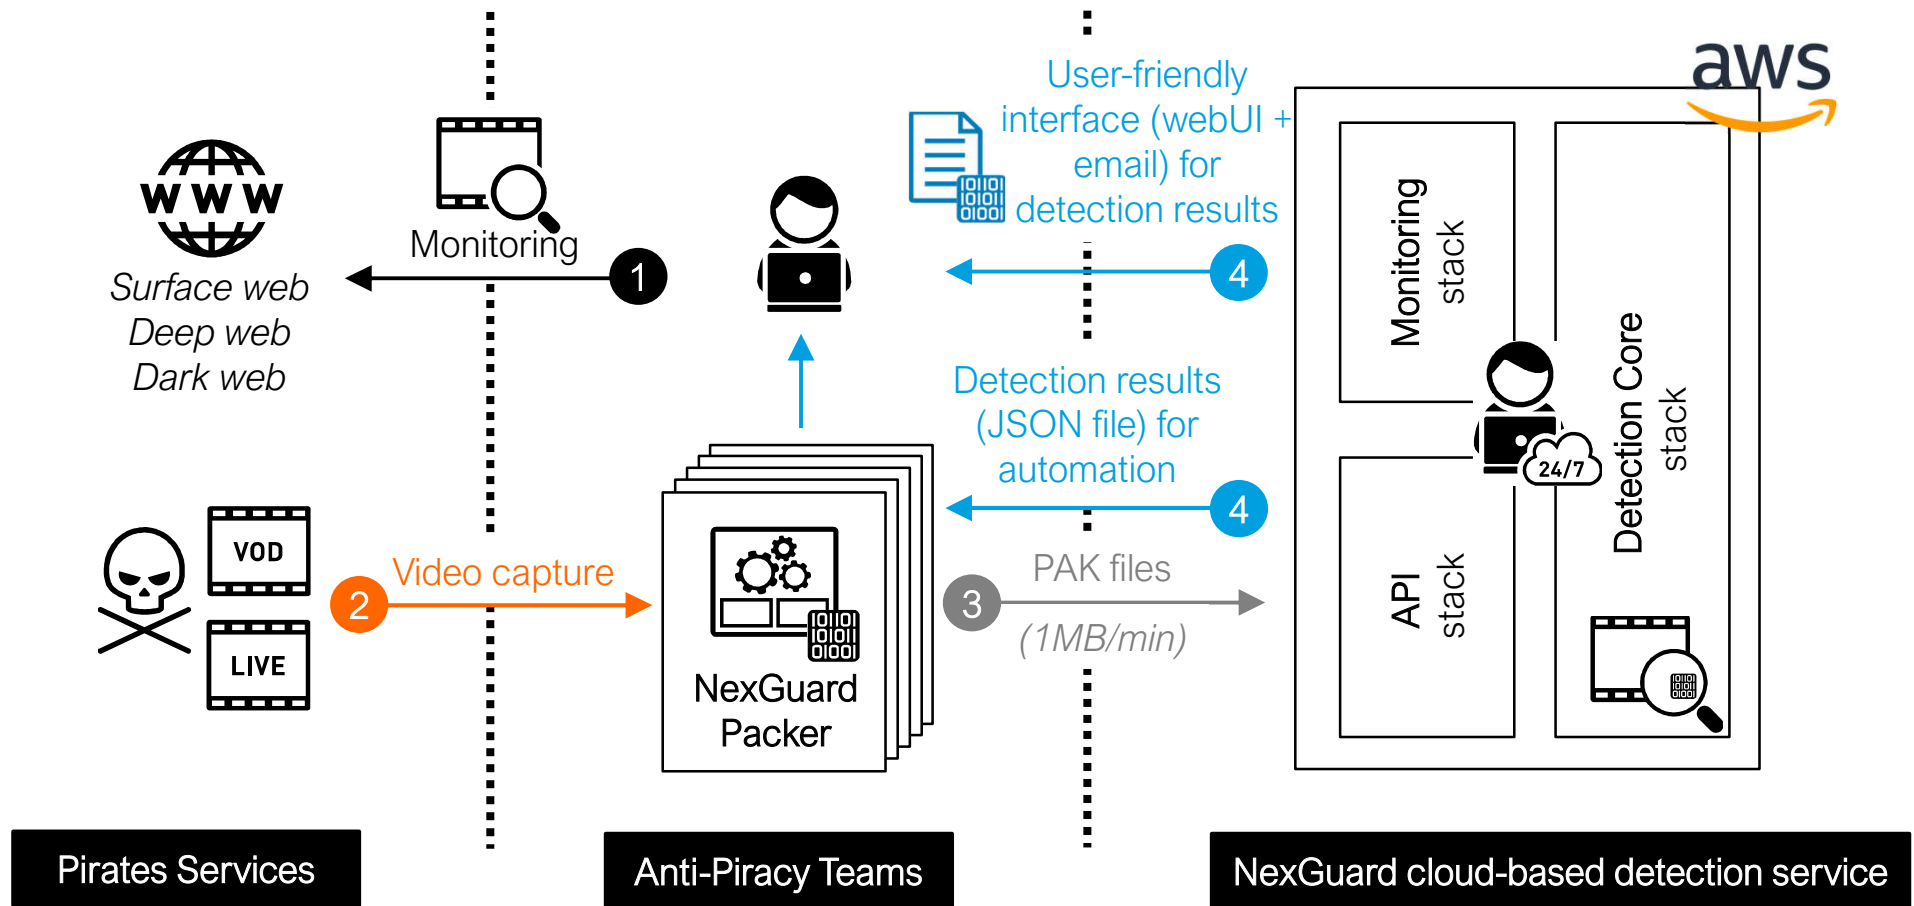 aws
User-friendly
interface (webUI +
email) for
detection results
WWW
Monitoring
1
4
Surface web
Deep web
Dark web
Monitoring
stack
Detection results
(JSON file) for
automation
4
Detection Core
stack
24/7
VOD
LIVE
2
Video capture
3
PAK files
(1MB/min)
API
stack
NexGuard
Packer
Pirates Services
Anti-Piracy Teams
NexGuard cloud-based detection service